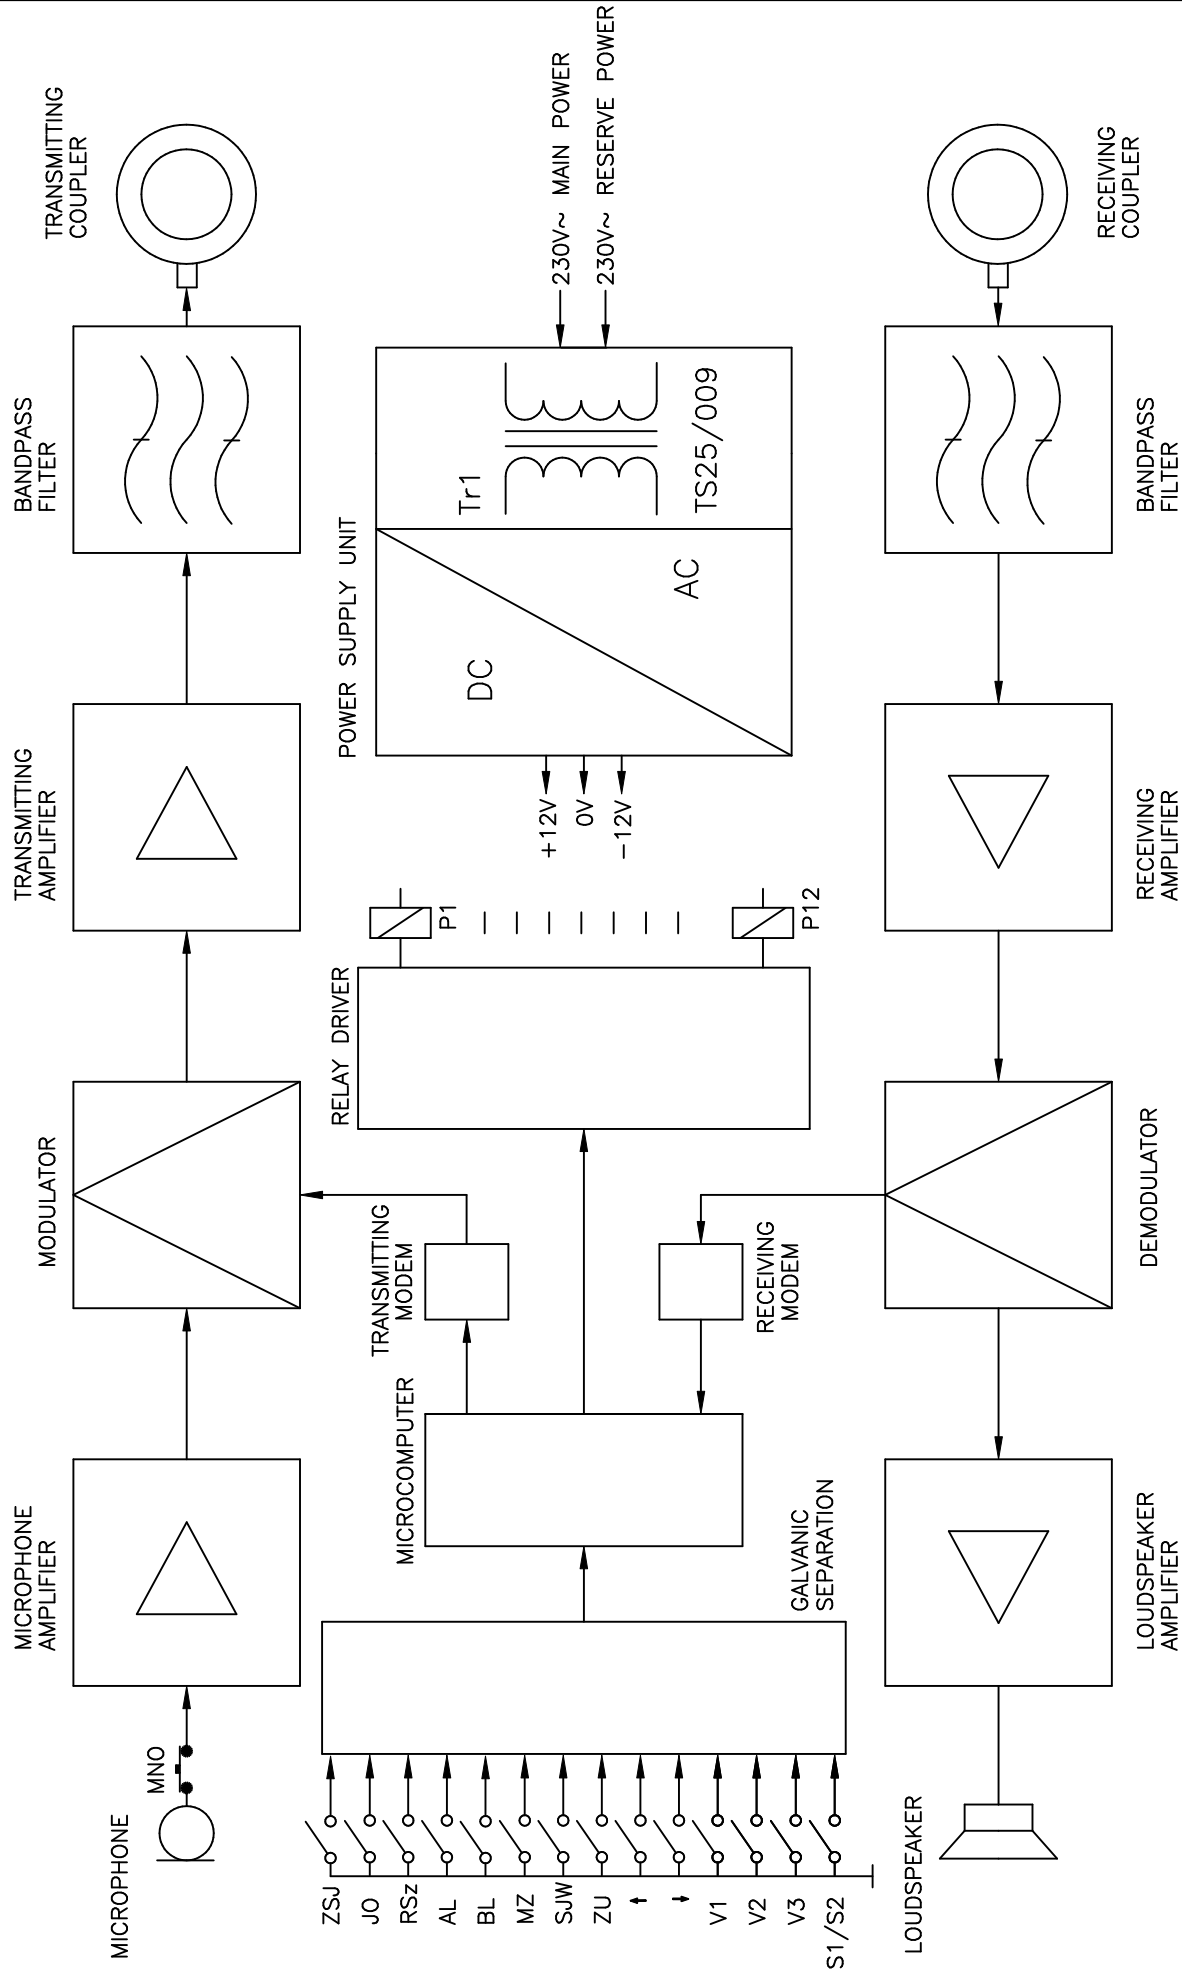 MICROPHONE
MNO
MICROPHONE
AMPLIFIER
MODULATOR
TRANSMITTING
AMPLIFIER
BANDPASS
FILTER
TRANSMITTING
COUPLER
ZSJ
JO
RSz
AL
BL
MZ
SJW
ZU
V1
V2
V3
S1/S2
GALVANIC
SEPARATION
MICROCOMPUTER
TRANSMITTING
MODEM
RECEIVING
MODEM
RELAY DRIVER
P1
P12
POWER SUPPLY UNIT
+12V
0V
-12V
DC
AC
Tr1
TS25/009
230V~ MAIN POWER
230V~ RESERVE POWER
LOUDSPEAKER
LOUDSPEAKER
AMPLIFIER
DEMODULATOR
RECEIVING
AMPLIFIER
BANDPASS
FILTER
RECEIVING
COUPLER